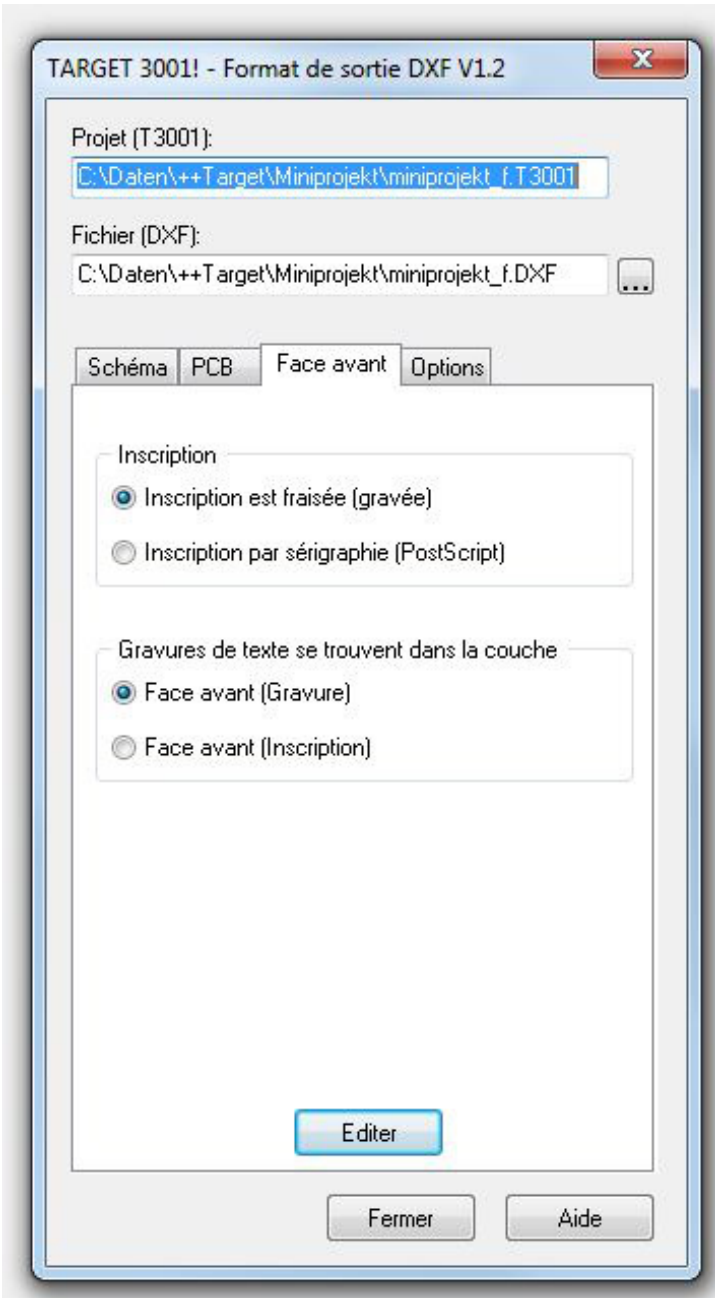 TARGET 3001! - Format de sortie DXF V1.2
Projet (T3001):
C:\Daten\++Target\Miniprojekt\miniprojekt_f.T3001
Fichier (DXF):
C:\Daten\++Target\Miniprojekt\miniprojekt_f.DXF
...
Schéma PCB Face avant Options
Inscription
Inscription est fraisée (gravée)
Inscription par sérigraphie (PostScript)
Gravures de texte se trouvent dans la couche
Face avant (Gravure)
Face avant (Inscription)
Editer
Fermer Aide